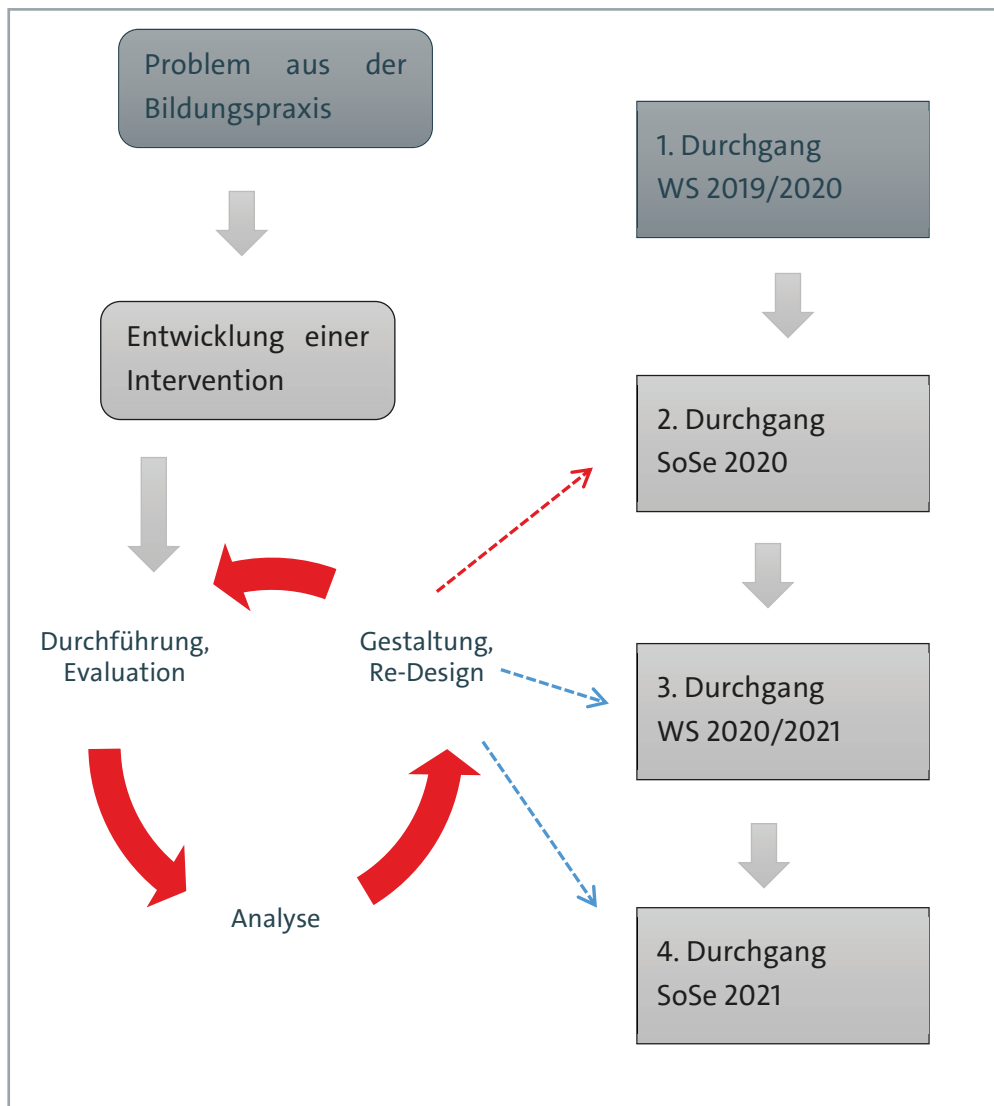 Problem aus der
Bildungspraxis
Entwicklung einer
Intervention
Durchführung,
Evaluation
Gestaltung,
Re-Design
Analyse
1. Durchgang
WS 2019/2020
2. Durchgang
SoSe 2020
3. Durchgang
WS 2020/2021
4. Durchgang
SoSe 2021